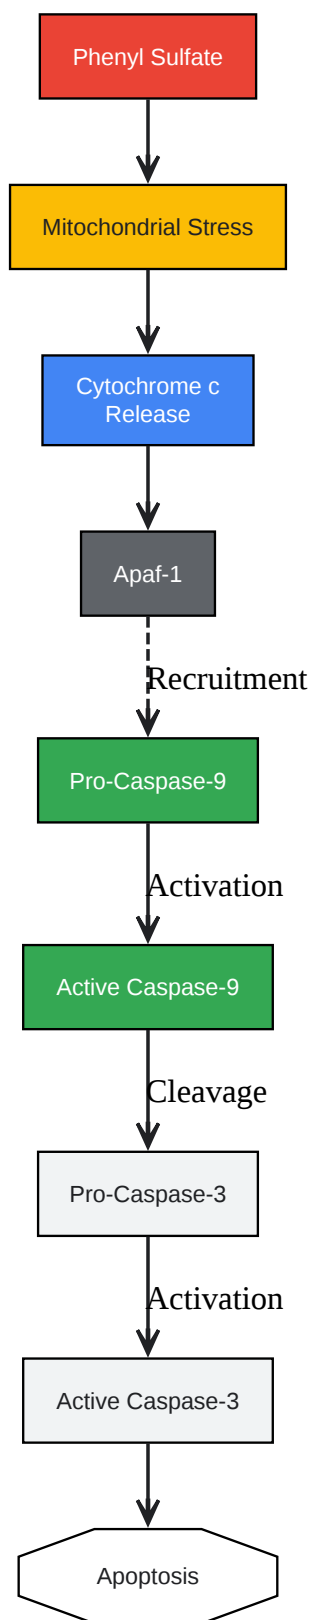 Phenyl Sulfate
Mitochondrial Stress
Cytochrome c
Release
Apaf-1
Recruitment
Pro-Caspase-9
Activation
Active Caspase-9
Cleavage
Pro-Caspase-3
Activation
Active Caspase-3
Apoptosis